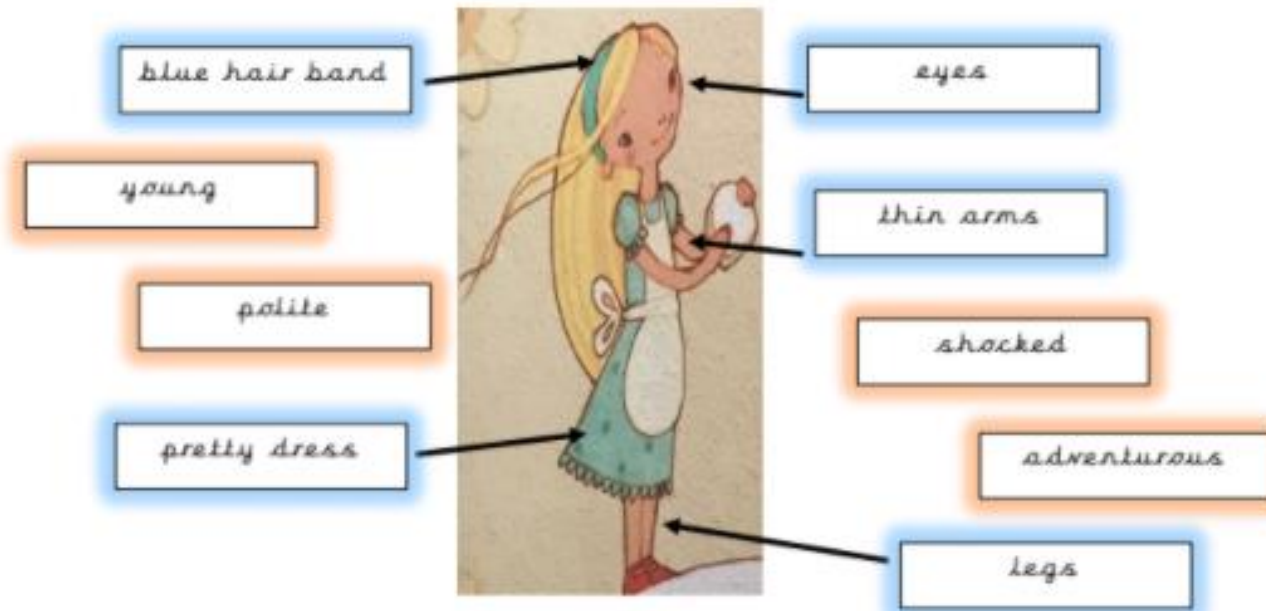 blue hair band
eyes
young
thin arms
polite
shocked
pretty dress
adventurous
legs